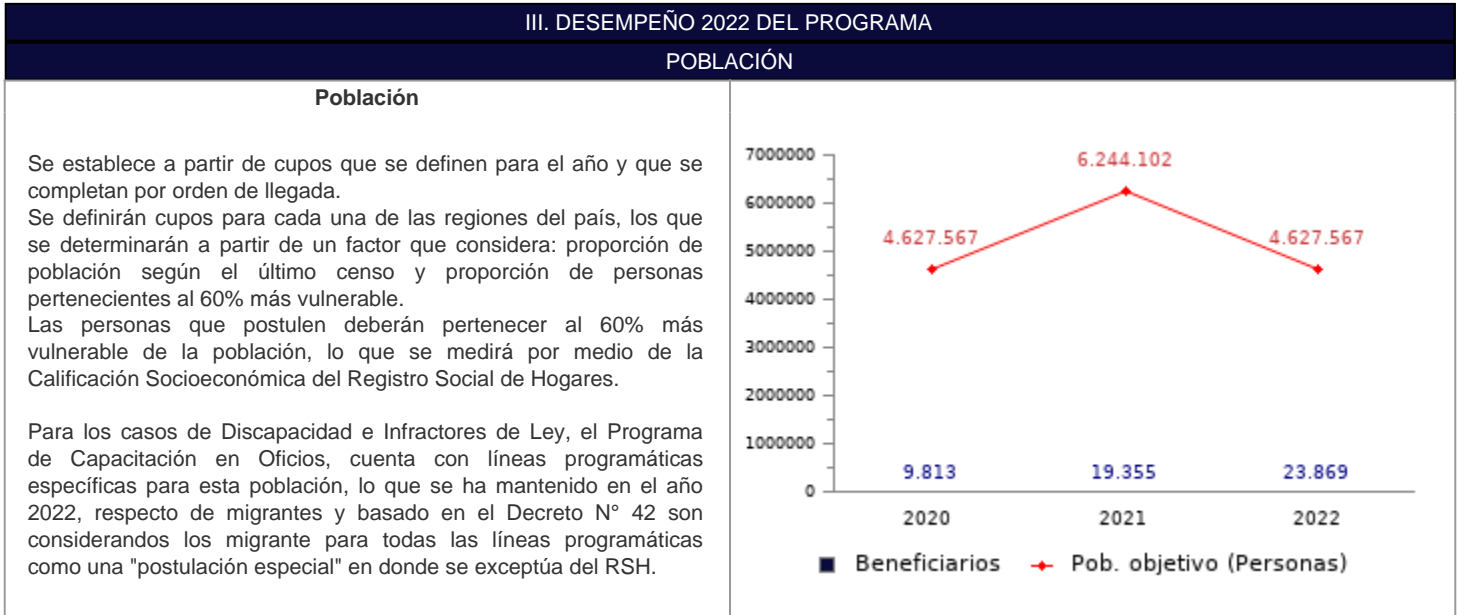 III. DESEMPEÑO 2022 DEL PROGRAMA
POBLACIÓN
Población
Se establece a partir de cupos que se definen para el año y que se
completan por orden de llegada.
Se definirán cupos para cada una de las regiones del país, los que
se determinarán a partir de un factor que considera: proporción de
población según el último censo y proporción de personas
pertenecientes al 60% más vulnerable.
Las personas que postulen deberán pertenecer al 60% más
vulnerable de la población, lo que se medirá por medio de la
Calificación Socioeconómica del Registro Social de Hogares.
Para los casos de Discapacidad e Infractores de Ley, el Programa
de Capacitación en Oficios, cuenta con líneas programáticas
específicas para esta población, lo que se ha mantenido en el año
2022, respecto de migrantes y basado en el Decreto N° 42 son
considerandos los migrante para todas las líneas programáticas
como una "postulación especial" en donde se exceptúa del RSH.
7000000
6000000
5000000
4000000
3000000
2000000
1000000
0
4.627.567
6.244.102
4.627.567
9.813
19.355
23.869
2020
2021
2022
Beneficiarios
Pob. objetivo (Personas)